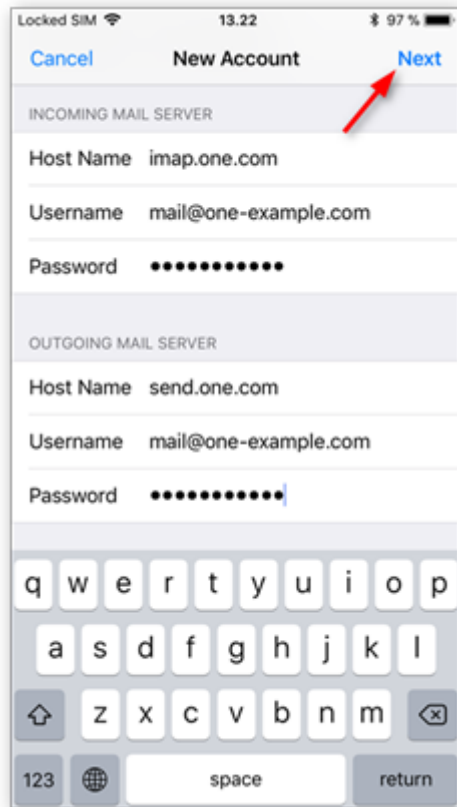 Locked SIM 13.22 97 %
Cancel New Account Next
INCOMING MAIL SERVER
Host Name imap.one.com
Username mail@one-example.com
Password ●●●●●●●●●●●
OUTGOING MAIL SERVER
Host Name send.one.com
Username mail@one-example.com
Password ●●●●●●●●●●●
q w e r t y u i o p
a s d f g h j k l
z x c v b n m
123 space return